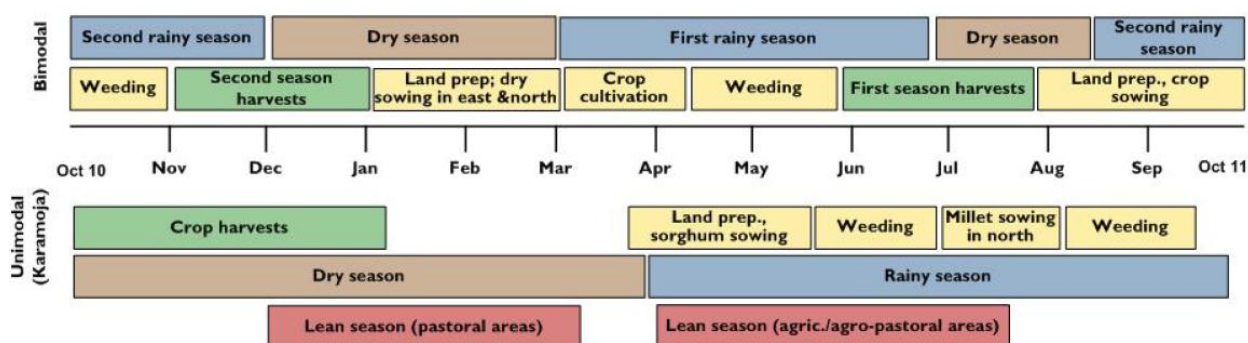 Bimodal
Second rainy season
Dry season
First rainy season
Dry season
Second rainy
season
Weeding
Second season
harvests
Land prep; dry
sowing in east &north
Crop
cultivation
Weeding
First season harvests
Land prep., crop
sowing
Oct 10
Nov
Dec
Jan
Feb
Mar
Apr
May
Jun
Jul
Aug
Sep
Oct 11
Unimodal
(Karamoja)
Crop harvests
Land prep.,
sorghum sowing
Weeding
Millet sowing
in north
Weeding
Dry season
Rainy season
Lean season (pastoral areas)
Lean season (agric./agro-pastoral areas)